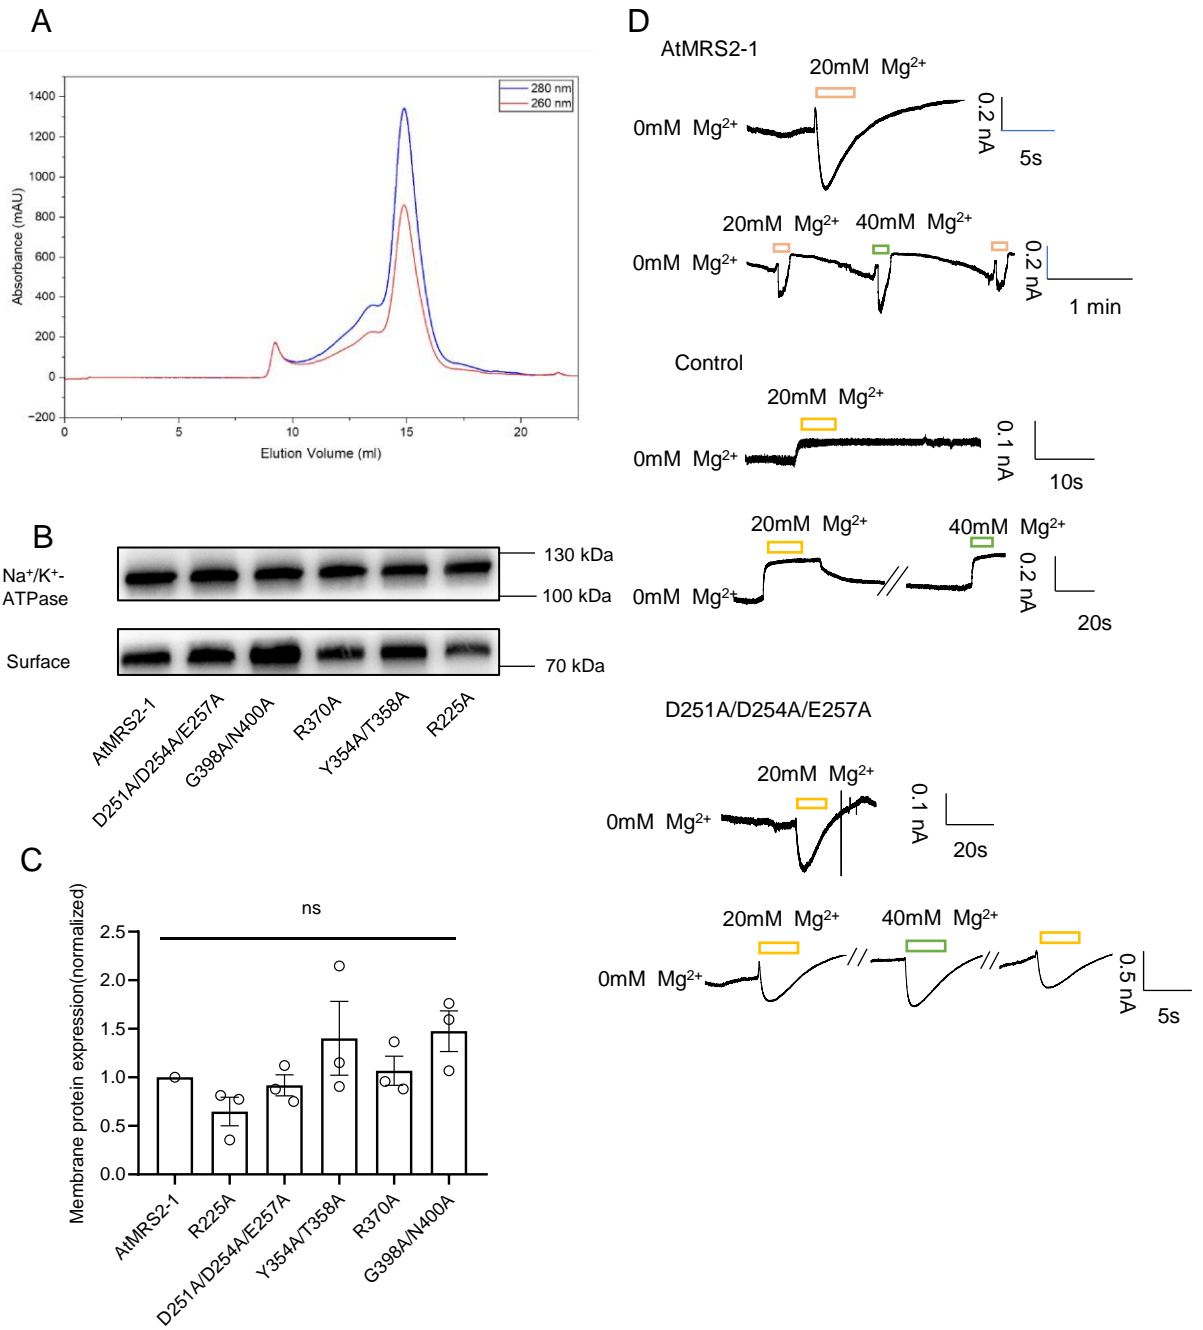 A
280 nm
260 nm
1400
1200
1000
800
600
400
200
0
−200
0
5
10
15
20
Absorbance (mAU)
Elution Volume (ml)
B
Na⁺/K⁺-
ATPase
130 kDa
100 kDa
Surface
70 kDa
AtMRS2-1
D251A/D254A/E257A
G398A/N400A
R370A
Y354A/T358A
R225A
C
Membrane protein expression(normalized)
ns
2.5
2.0
1.5
1.0
0.5
0.0
AtMRS2-1
R225A
D251A/D254A/E257A
Y354A/T358A
R370A
G398A/N400A
D
AtMRS2-1
20mM Mg²⁺
0mM Mg²⁺
0.2 nA
5s
20mM Mg²⁺ 40mM Mg²⁺
0mM Mg²⁺
0.2 nA
1 min
Control
20mM Mg²⁺
0mM Mg²⁺
0.1 nA
10s
20mM Mg²⁺ 40mM Mg²⁺
0mM Mg²⁺
0.2 nA
20s
D251A/D254A/E257A
20mM Mg²⁺
0mM Mg²⁺
0.1 nA
20s
20mM Mg²⁺ 40mM Mg²⁺
0mM Mg²⁺
0.5 nA
5s